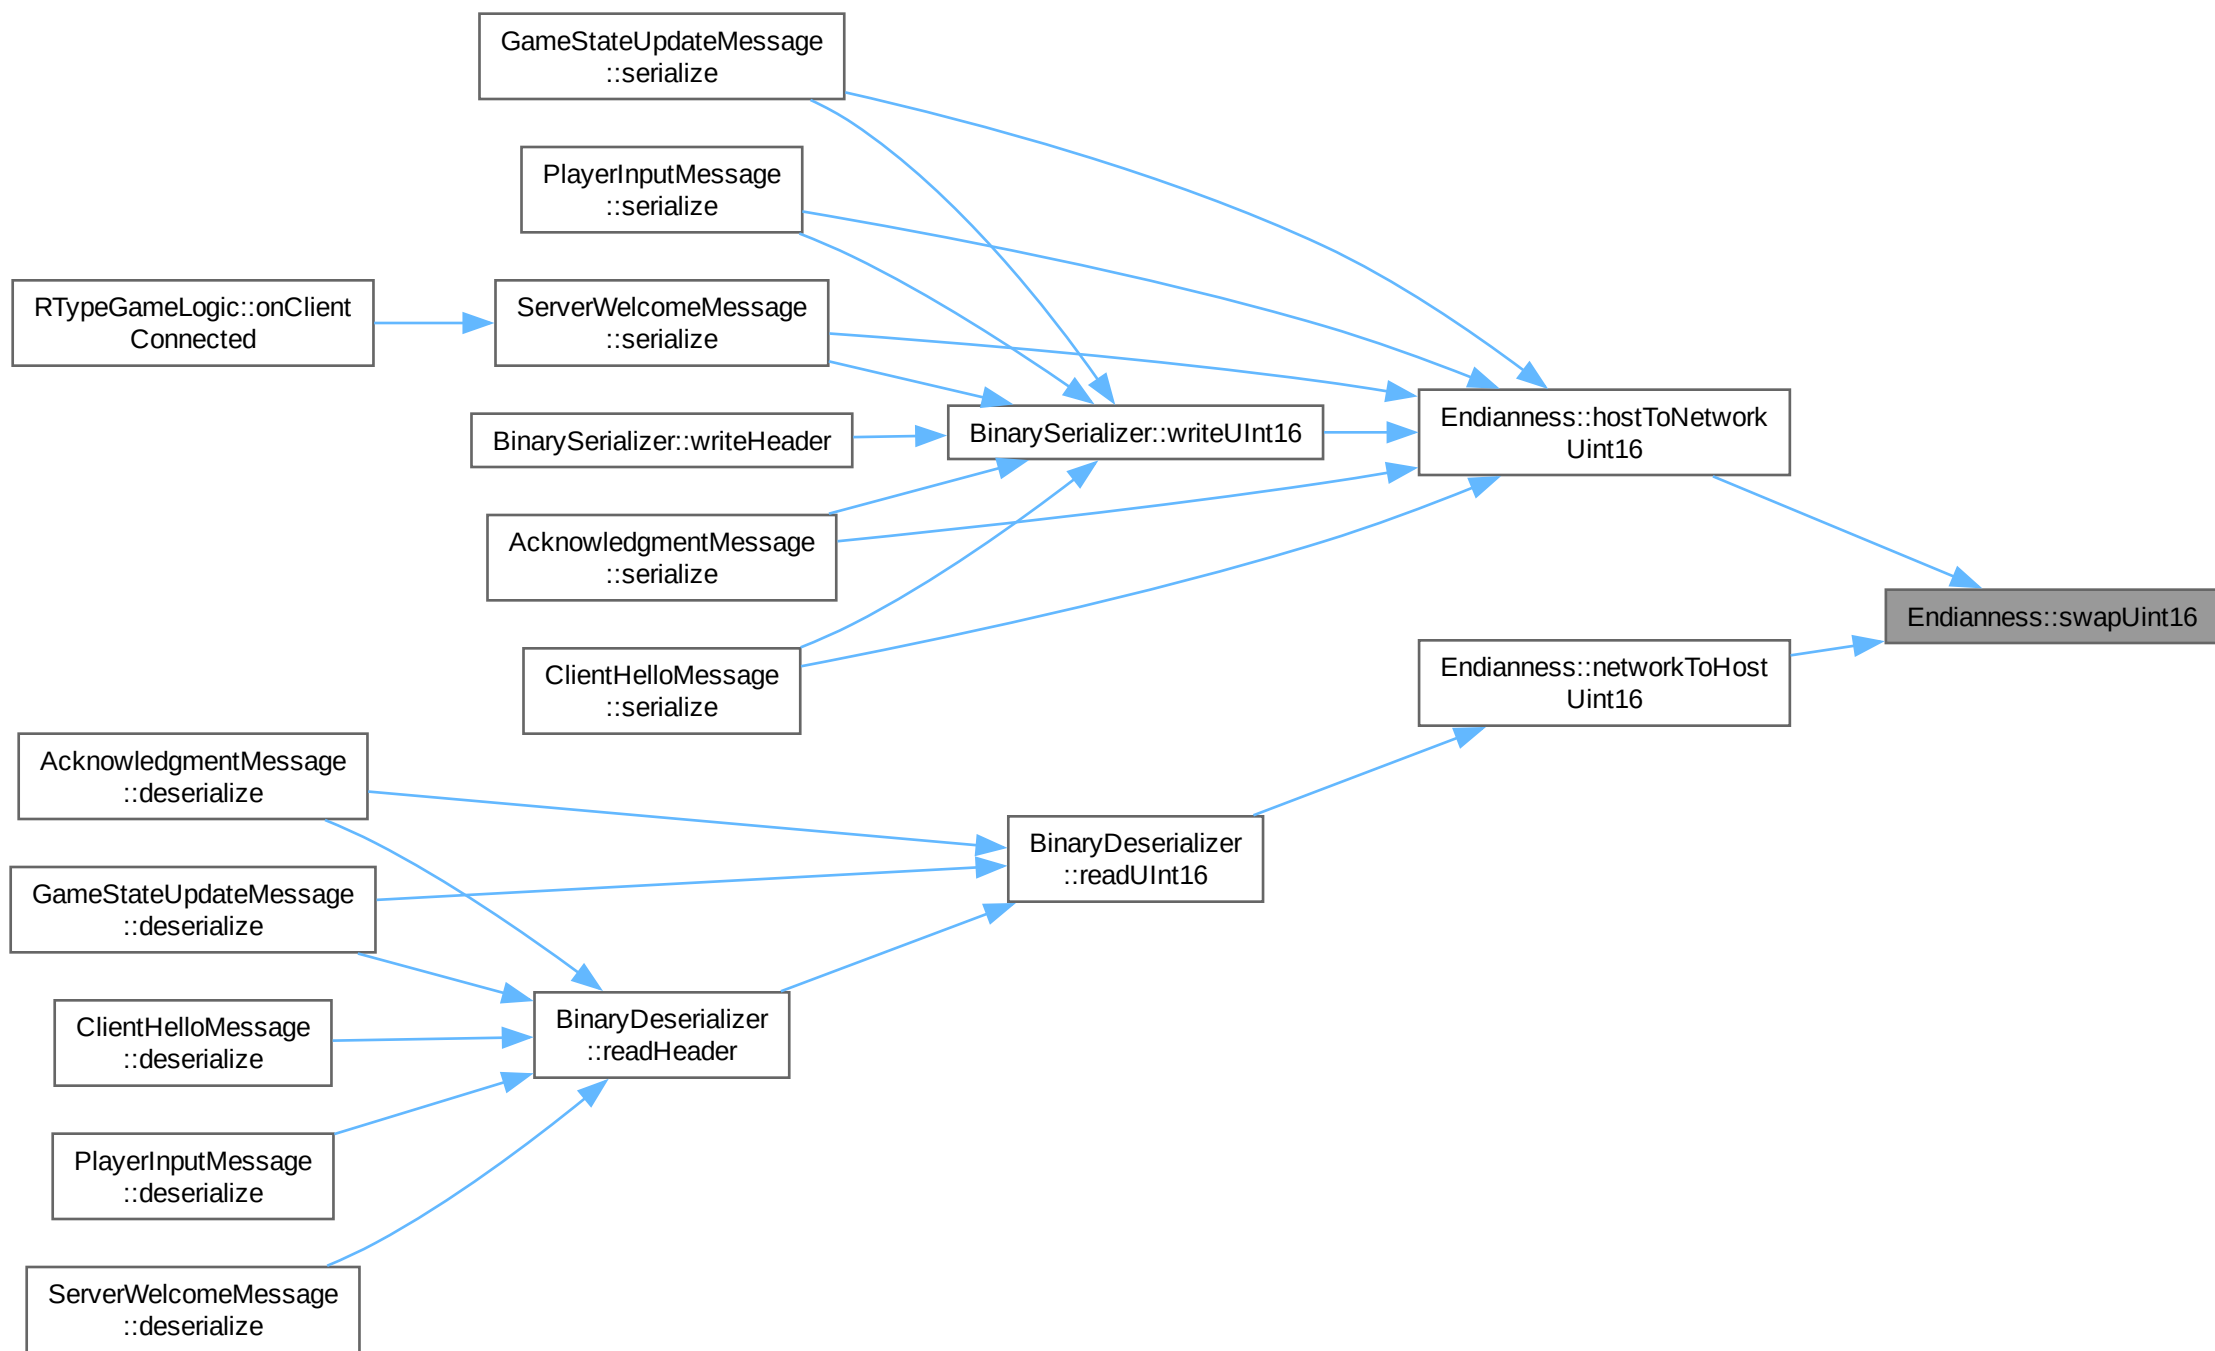 GameStateUpdateMessage
::serialize
PlayerInputMessage
::serialize
RTypeGameLogic::onClient
Connected
ServerWelcomeMessage
::serialize
BinarySerializer::writeHeader
BinarySerializer::writeUInt16
Endianness::hostToNetwork
Uint16
AcknowledgmentMessage
::serialize
Endianness::swapUint16
ClientHelloMessage
::serialize
Endianness::networkToHost
Uint16
AcknowledgmentMessage
::deserialize
BinaryDeserializer
::readUInt16
GameStateUpdateMessage
::deserialize
ClientHelloMessage
::deserialize
BinaryDeserializer
::readHeader
PlayerInputMessage
::deserialize
ServerWelcomeMessage
::deserialize